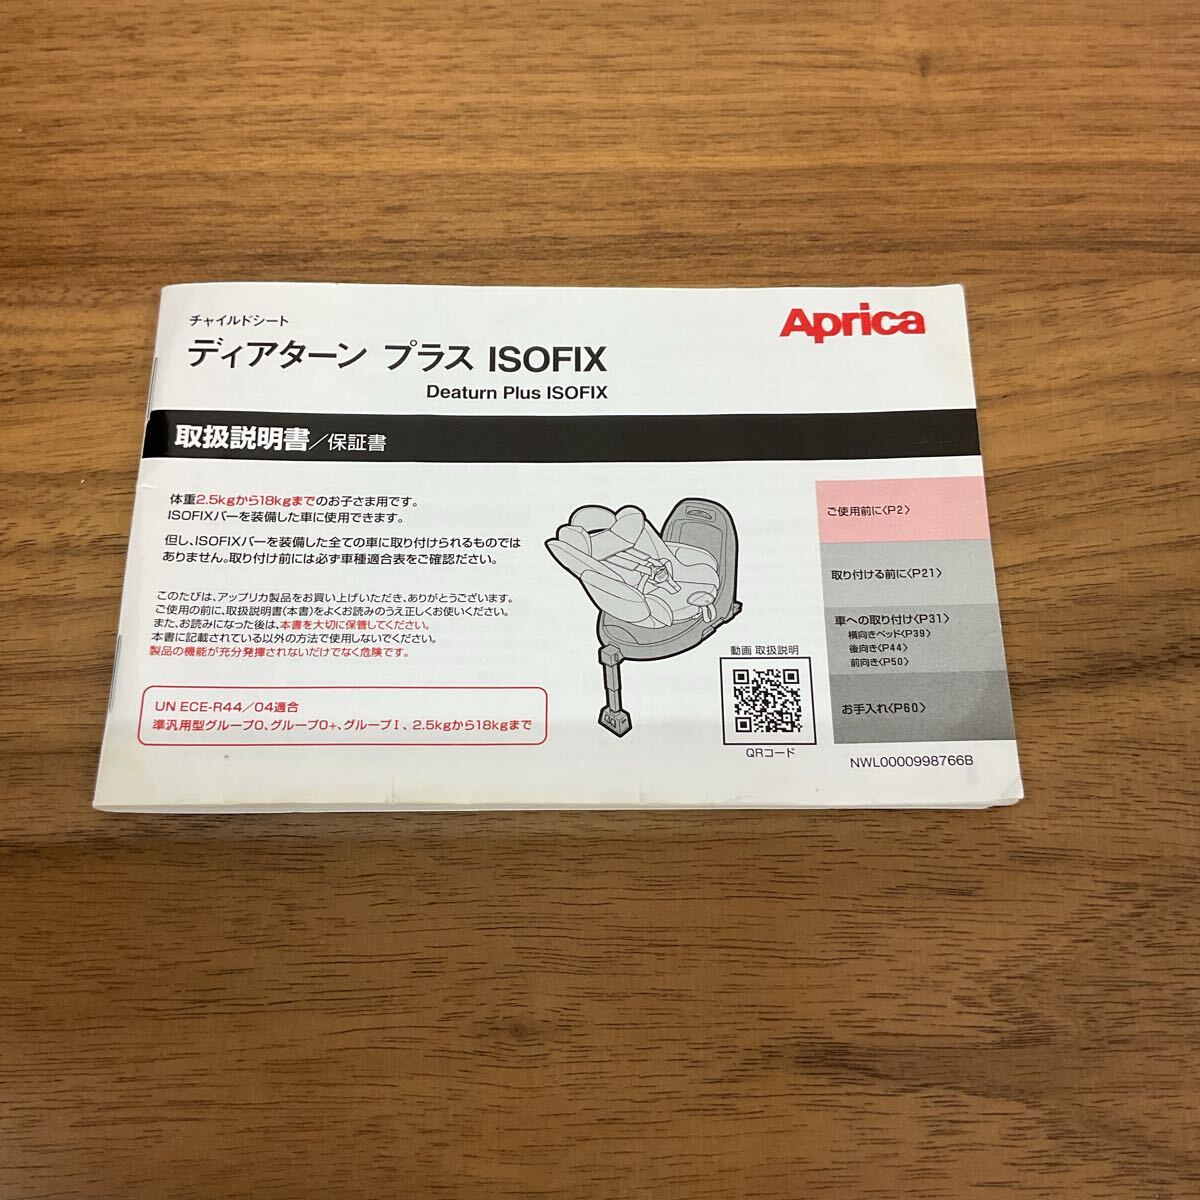 チャイルドシート
ディアターン プラス ISOFIX
Deaturn Plus ISOFIX
Aprica
取扱説明書/保証書
体重2.5kgから18kgまでのお子さま用です。
ISOFIXバーを装備した車に使用できます。
但し、ISOFIXバーを装備した全ての車に取り付けられるものでは
ありません。取り付け前には必ず車種適合表をご確認ください。
このたびは、アップリカ製品をお買い上げいただき、ありがとうございます。
ご使用の前に、取扱説明書(本書)をよくお読みのうえ正しくお使いください。
また、お読みになった後は、本書を大切に保管してください。
本書に記載されている以外の方法で使用しないでください。
製品の機能が充分発揮されないだけでなく危険です。
UN ECE-R44/04適合
準汎用型グループ0、グループ0+、グループⅠ、2.5kgから18kgまで
動画 取扱説明
QRコード
ご使用前に〈P2〉
取り付ける前に〈P21〉
車への取り付け〈P31〉
横向きベッド〈P39〉
後向き〈P44〉
前向き〈P50〉
お手入れ〈P60〉
NWL0000998766B